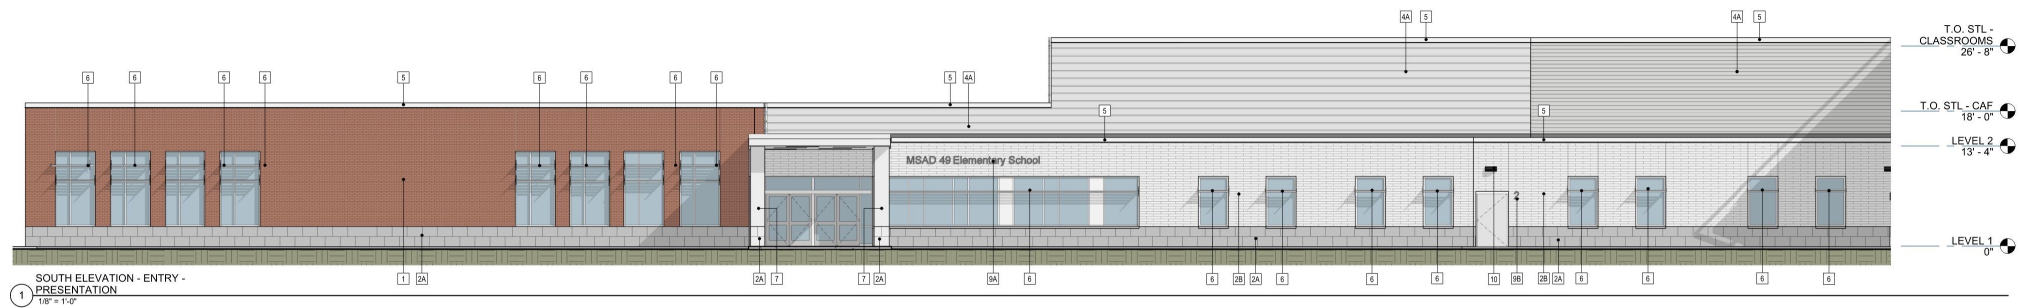 4A
5
4A
5
T.O. STL -
CLASSROOMS
26' - 8"
6
6
6
6
5
6
6
6
6
5
4A
5
5
T.O. STL - CAF
18' - 0"
LEVEL 2
13' - 4"
MSAD 49 Elementary School
2
LEVEL 1
0"
1
2A
2A
7
7
2A
9A
6
6
2B
2A
6
6
6
10
9B
2B
2A
6
6
6
6
1
SOUTH ELEVATION - ENTRY -
PRESENTATION
1/8" = 1'-0"